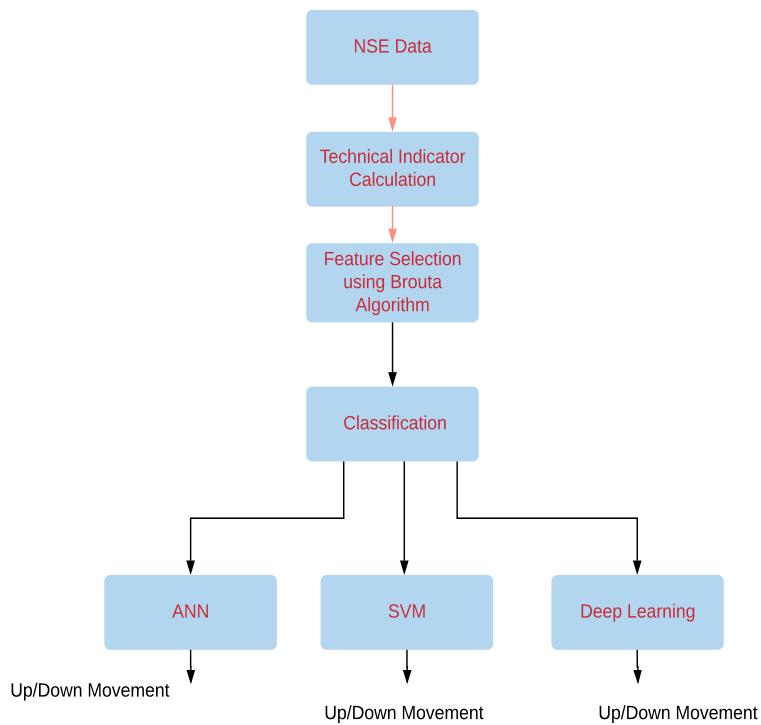 NSE Data
Technical Indicator
Calculation
Feature Selection
using Brouta
Algorithm
Classification
ANN
SVM
Deep Learning
Up/Down Movement
Up/Down Movement
Up/Down Movement